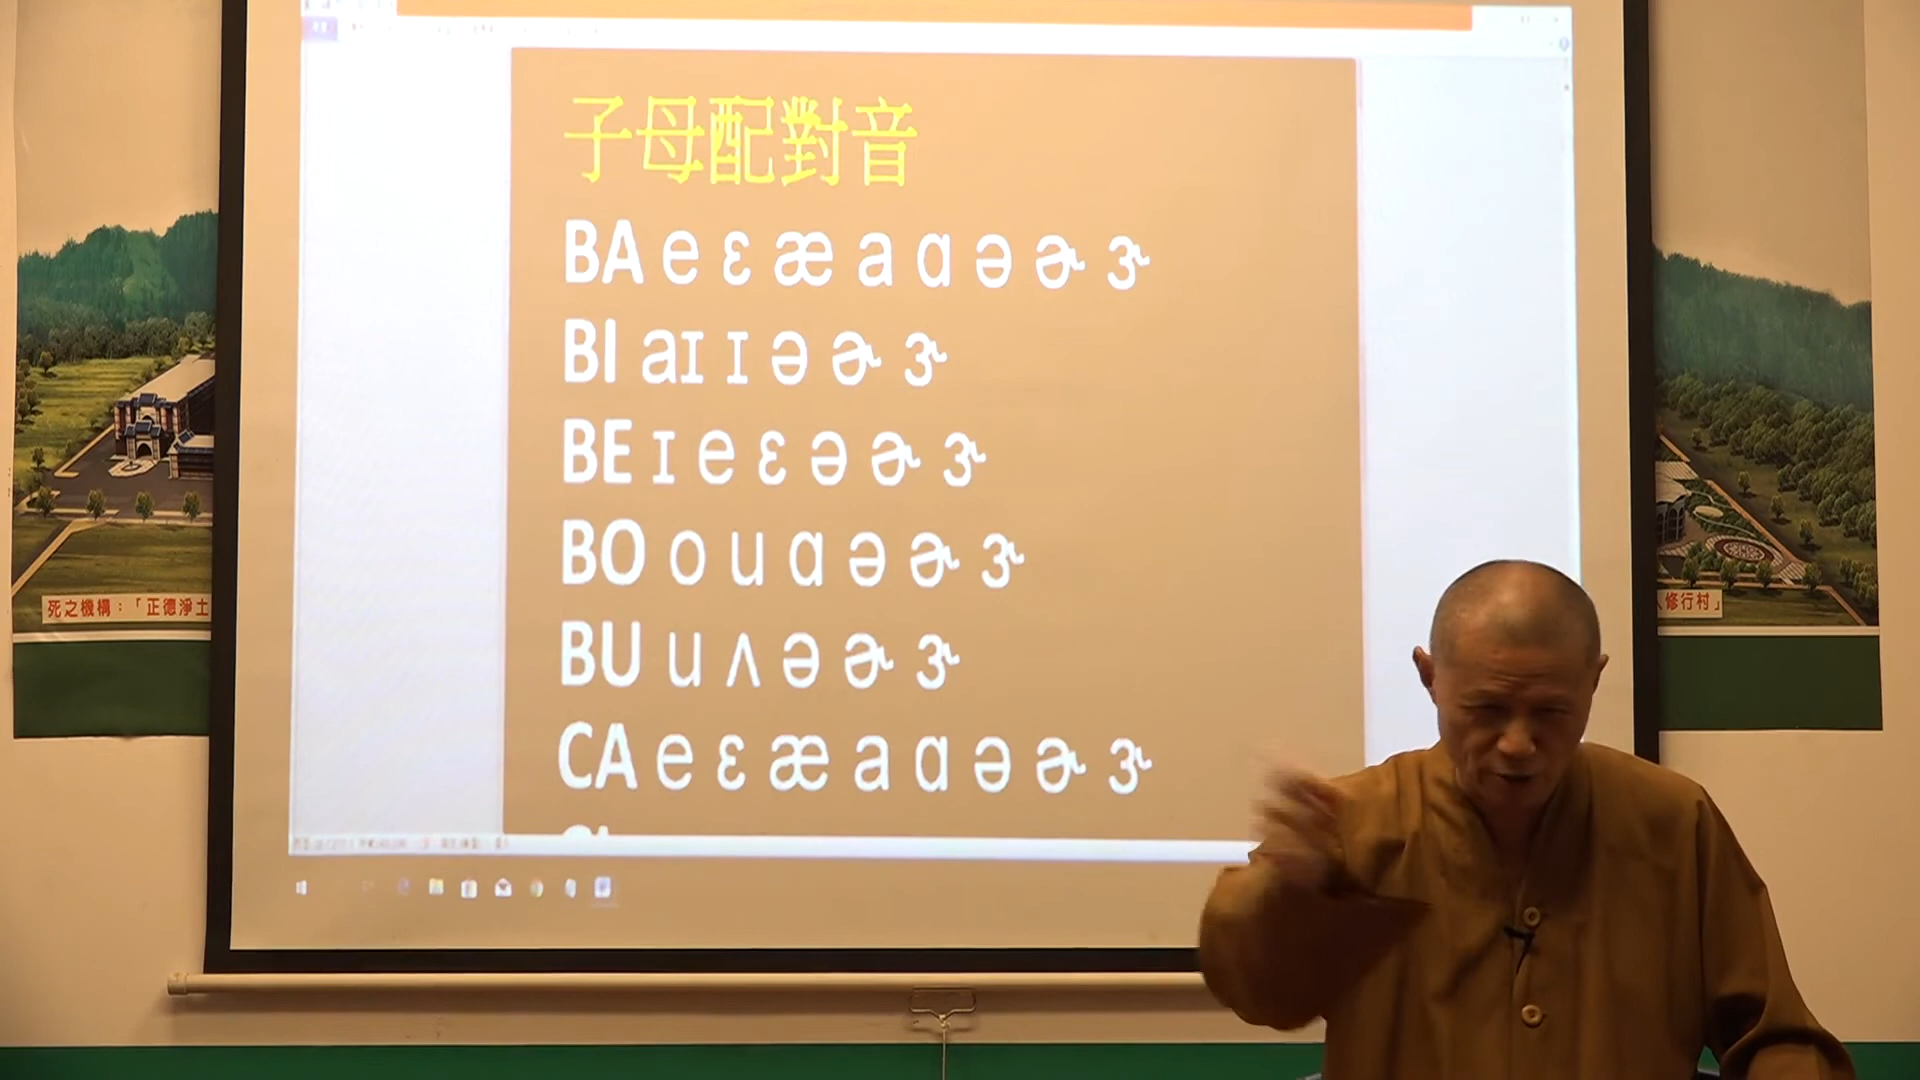 子母配對音
BA e ɛ æ a ɑ ə ɚ ɝ
BI aɪ ɪ ə ɚ ɝ
BE ɪ e ɛ ə ɚ ɝ
BO o u ɑ ə ɚ ɝ
BU u ʌ ə ɚ ɝ
CA e ɛ æ a ɑ ə ɚ ɝ
死之機構：「正德淨土
人修行村」